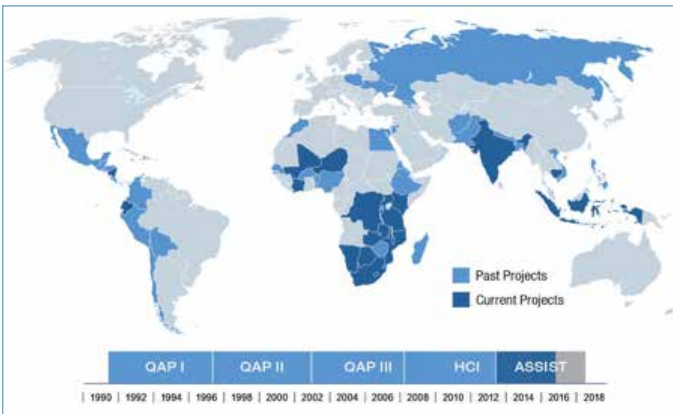 Past Projects
Current Projects
QAP I QAP II QAP III HCI ASSIST
| 1990 | 1992 | 1994 | 1996 | 1998 | 2000 | 2002 | 2004 | 2006 | 2008 | 2010 | 2012 | 2014 | 2016 | 2018